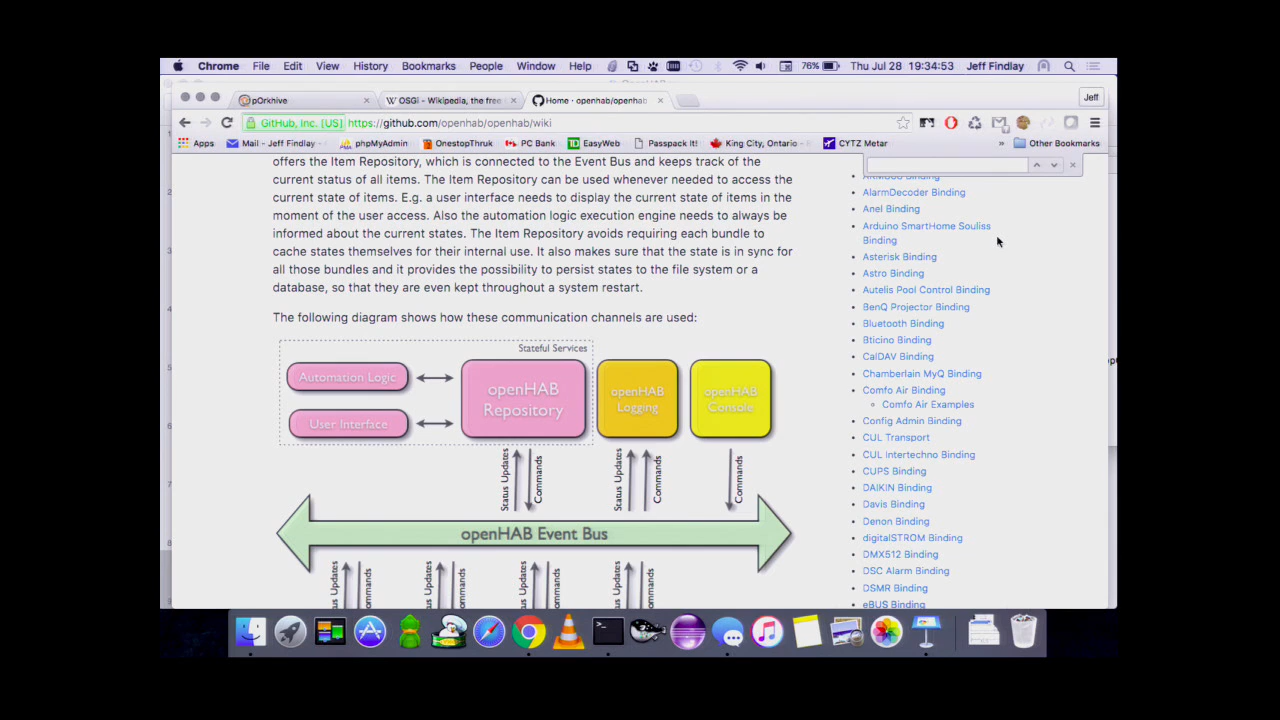 Chrome File Edit View History Bookmarks People Window Help 76% Thu Jul 28 19:34:53 Jeff Findlay
pOrkhive
OSGi - Wikipedia, the free
Home · openhab/openhab
Jeff
GitHub, Inc. [US] https://github.com/openhab/openhab/wiki
Apps Mail - Jeff Findlay - phpMyAdmin OnestopThruk PC Bank EasyWeb Passpack It! King City, Ontario - CYTZ Metar » Other Bookmarks
offers the Item Repository, which is connected to the Event Bus and keeps track of the
current status of all items. The Item Repository can be used whenever needed to access the
current state of items. E.g. a user interface needs to display the current state of items in the
moment of the user access. Also the automation logic execution engine needs to always be
informed about the current states. The Item Repository avoids requiring each bundle to
cache states themselves for their internal use. It also makes sure that the state is in sync for
all those bundles and it provides the possibility to persist states to the file system or a
database, so that they are even kept throughout a system restart.
The following diagram shows how these communication channels are used:
Stateful Services
Automation Logic
User Interface
openHAB
Repository
openHAB
Logging
openHAB
Console
Status Updates
Commands
Status Updates
Commands
Commands
openHAB Event Bus
AlarmDecoder Binding
Anel Binding
Arduino SmartHome Souliss
Binding
Asterisk Binding
Astro Binding
Autelis Pool Control Binding
BenQ Projector Binding
Bluetooth Binding
Bticino Binding
CalDAV Binding
Chamberlain MyQ Binding
Comfo Air Binding
Comfo Air Examples
Config Admin Binding
CUL Transport
CUL Intertechno Binding
CUPS Binding
DAIKIN Binding
Davis Binding
Denon Binding
digitalSTROM Binding
DMX512 Binding
DSC Alarm Binding
DSMR Binding
eBUS Binding